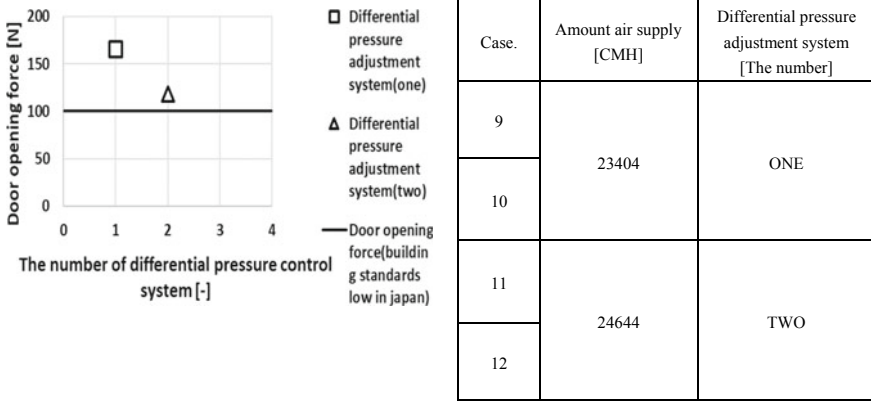 Door opening force [N]
200
150
100
50
0
0 1 2 3 4
The number of differential pressure control
system [-]
Differential
pressure
adjustment
system(one)
Differential
pressure
adjustment
system(two)
Door opening
force(buildin
g standards
low in japan)
Case.
Amount air supply
[CMH]
Differential pressure
adjustment system
[The number]
9
10
23404
ONE
11
12
24644
TWO